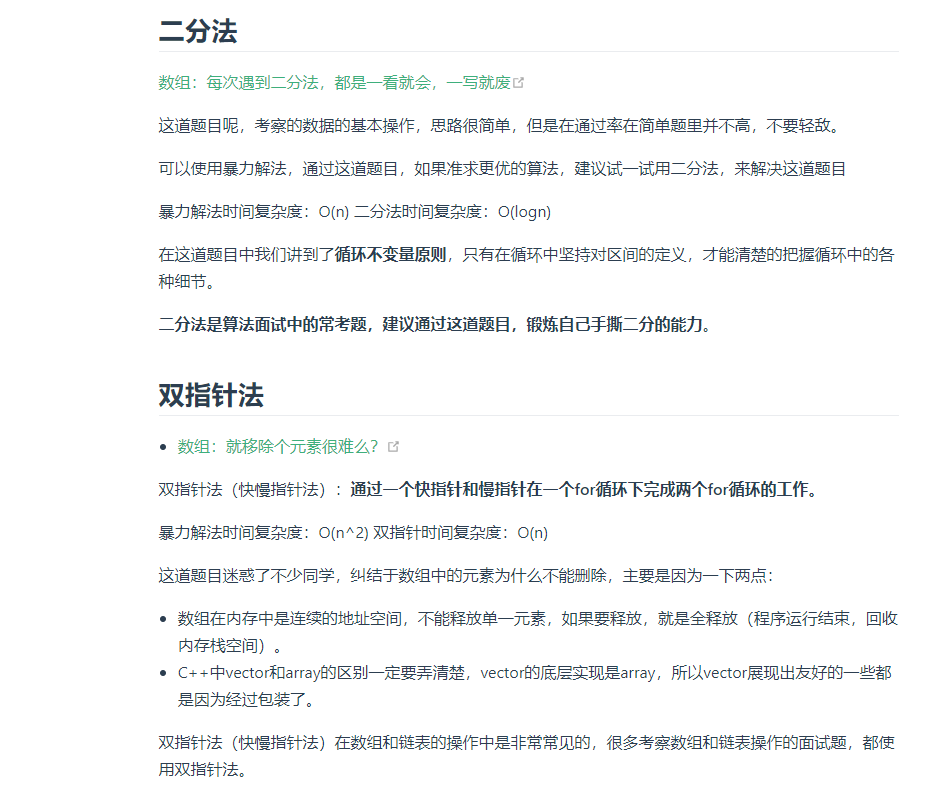 二分法
数组：每次遇到二分法，都是一看就会，一写就废
这道题目呢，考察的数据的基本操作，思路很简单，但是在通过率在简单题里并不高，不要轻敌。
可以使用暴力解法，通过这道题目，如果准求更优的算法，建议试一试用二分法，来解决这道题目
暴力解法时间复杂度：O(n) 二分法时间复杂度：O(logn)
在这道题目中我们讲到了循环不变量原则，只有在循环中坚持对区间的定义，才能清楚的把握循环中的各
种细节。
二分法是算法面试中的常考题，建议通过这道题目，锻炼自己手撕二分的能力。
双指针法
• 数组：就移除个元素很难么？
双指针法（快慢指针法）：通过一个快指针和慢指针在一个for循环下完成两个for循环的工作。
暴力解法时间复杂度：O(n^2) 双指针时间复杂度：O(n)
这道题目迷惑了不少同学，纠结于数组中的元素为什么不能删除，主要是因为一下两点：
• 数组在内存中是连续的地址空间，不能释放单一元素，如果要释放，就是全释放（程序运行结束，回收
内存栈空间）。
• C++中vector和array的区别一定要弄清楚，vector的底层实现是array，所以vector展现出友好的一些都
是因为经过包装了。
双指针法（快慢指针法）在数组和链表的操作中是非常常见的，很多考察数组和链表操作的面试题，都使
用双指针法。